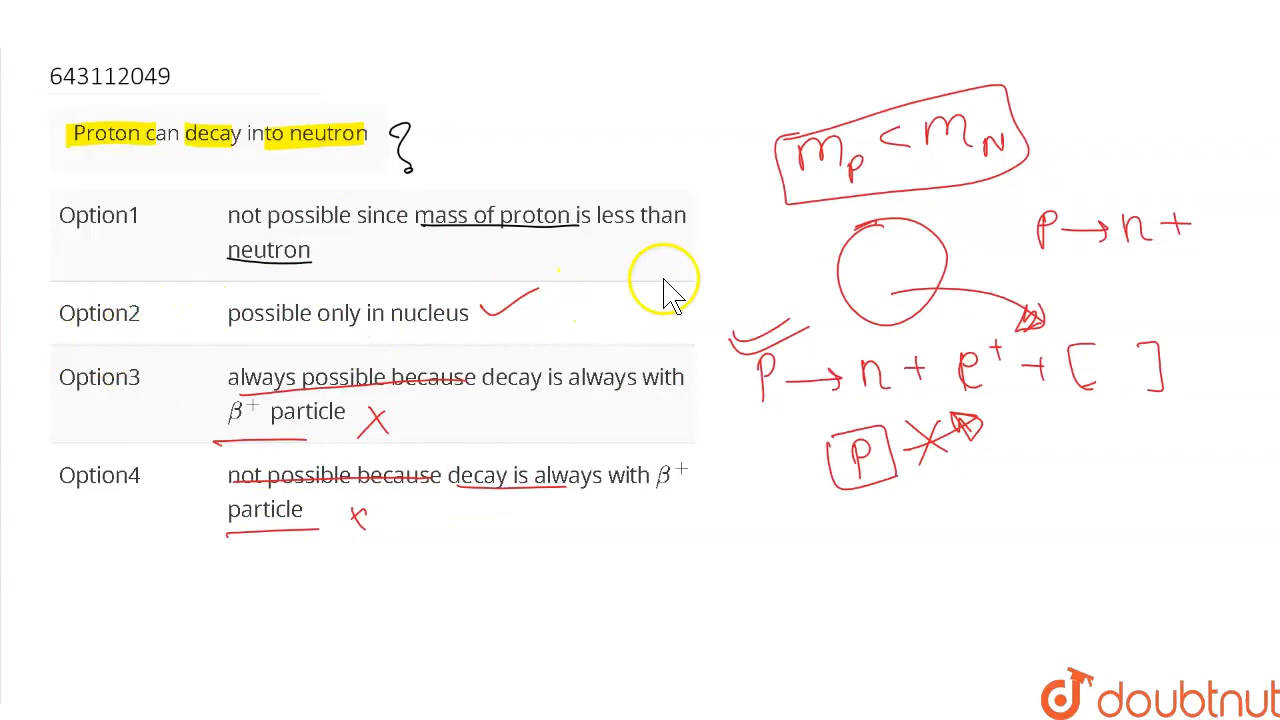 643112049
Proton can decay into neutron
Option1 not possible since mass of proton is less than
neutron
Option2 possible only in nucleus
Option3 always possible because decay is always with
β⁺ particle
Option4 not possible because decay is always with β⁺
particle
m_p < m_N
p → n +
p → n + e⁺ + [ ]
p
doubtnut